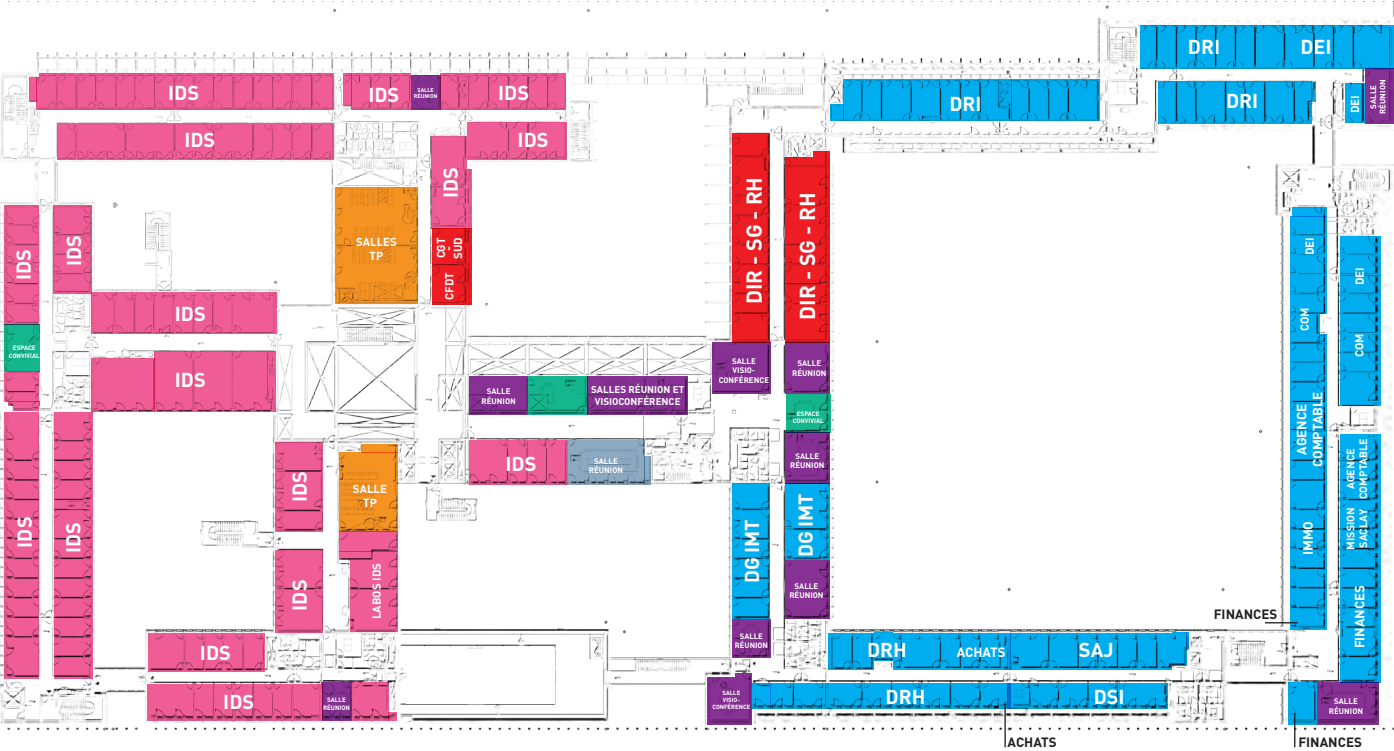 DRI
DEI
IDS
IDS
SALLE
RÉUNION
IDS
DRI
DRI
DEI
SALLE
RÉUNION
IDS
IDS
IDS
DIR - SG - RH
DIR - SG - RH
IDS
IDS
SALLES
TP
CGT -
SUD
CFDT
DEI
DEI
IDS
COM
COM
ESPACE
CONVIVIAL
IDS
SALLE
RÉUNION
SALLES RÉUNION ET
VISIOCONFÉRENCE
SALLE
VISIO-
CONFÉRENCE
SALLE
RÉUNION
ESPACE
CONVIVIAL
AGENCE
COMPTABLE
IDS
SALLE
RÉUNION
SALLE
RÉUNION
AGENCE
COMPTABLE
IDS
SALLE
TP
IDS
IDS
DG IMT
DG IMT
IMMO
MISSION
SACLAY
IDS
LABOS IDS
SALLE
RÉUNION
FINANCES
FINANCES
IDS
SALLE
RÉUNION
DRH
ACHATS
SAJ
IDS
SALLE
RÉUNION
SALLE
VISIO-
CONFÉRENCE
DRH
DSI
SALLE
RÉUNION
ACHATS
FINANCES